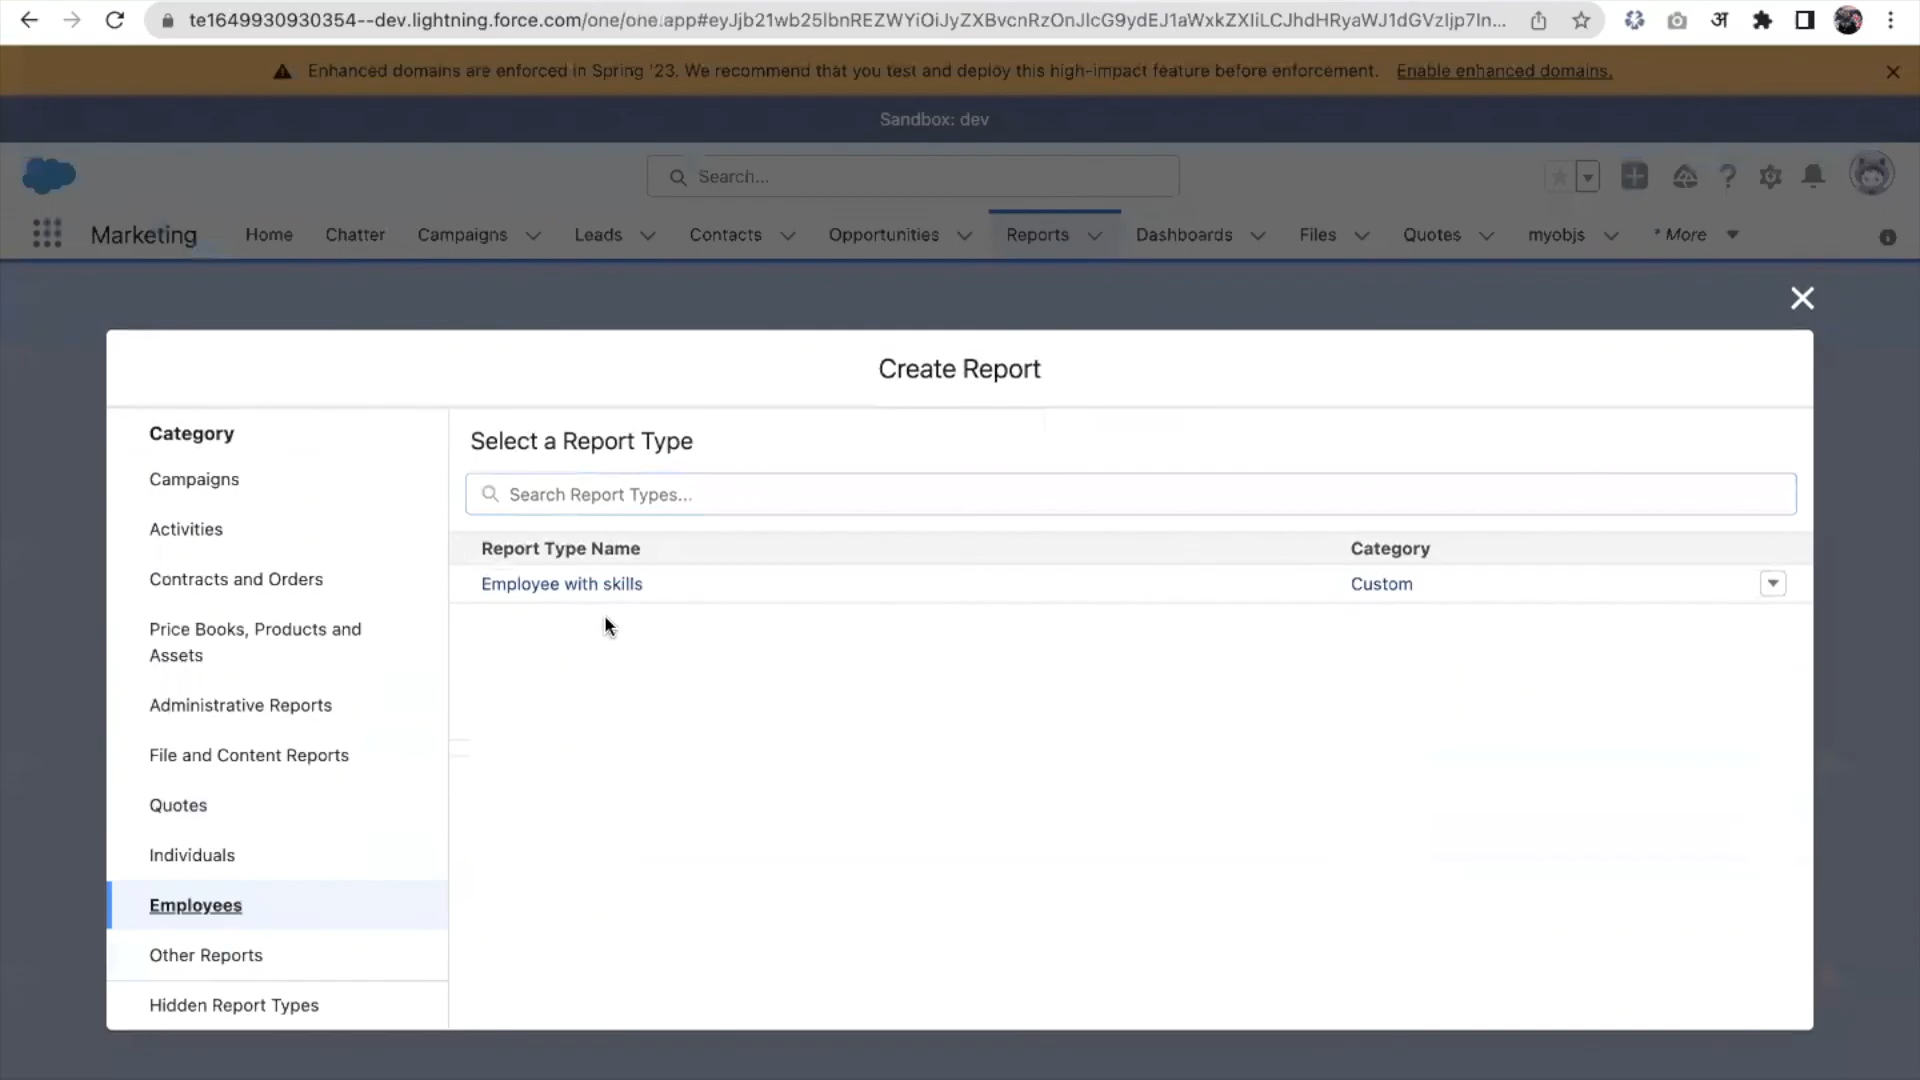 te1649930930354--dev.lightning.force.com/one/one.app#eyJjb21wb25lbnREZWYiOiJyZXBvcnRzOnJlcG9ydEJ1aWxkZXIiLCJhdHRyaWJ1dGVzIjp7In...
अ
Enhanced domains are enforced in Spring '23. We recommend that you test and deploy this high-impact feature before enforcement. Enable enhanced domains.
Sandbox: dev
Search...
Marketing Home Chatter Campaigns Leads Contacts Opportunities Reports Dashboards Files Quotes myobjs * More
Create Report
Category
Campaigns
Activities
Contracts and Orders
Price Books, Products and
Assets
Administrative Reports
File and Content Reports
Quotes
Individuals
Employees
Other Reports
Hidden Report Types
Select a Report Type
Search Report Types...
Report Type Name Category
Employee with skills Custom